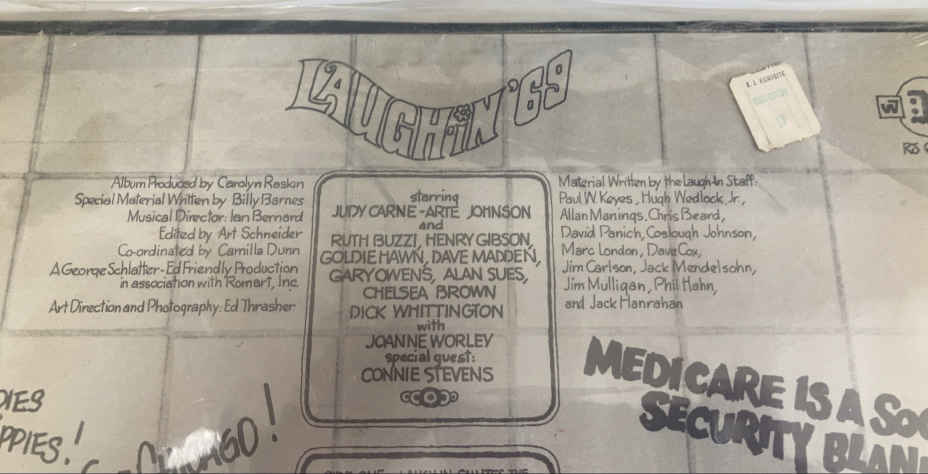 LAUGH-IN '69
Album Produced by Carolyn Raskin
Special Material Written by Billy Barnes
Musical Director: Ian Bernard
Edited by Art Schneider
Co-ordinated by Camilla Dunn
A George Schlatter-Ed Friendly Production
in association with Romart, Inc.
Art Direction and Photography: Ed Thrasher
starring
JUDY CARNE-ARTE JOHNSON
and
RUTH BUZZI, HENRY GIBSON,
GOLDIE HAWN, DAVE MADDEN,
GARY OWENS, ALAN SUES,
CHELSEA BROWN
DICK WHITTINGTON
with
JOANNE WORLEY
special guest:
CONNIE STEVENS
Material Written by the Laugh-In Staff:
Paul W. Keyes, Hugh Wedlock, Jr.,
Allan Manings, Chris Beard,
David Panich, Coslough Johnson,
Marc London, Dave Cox,
Jim Carlson, Jack Mendelsohn,
Jim Mulligan, Phil Hahn,
and Jack Hanrahan
MEDICARE IS A SOC
SECURITY BLAN
DIES
PPIES!
CHICAGO!
W B